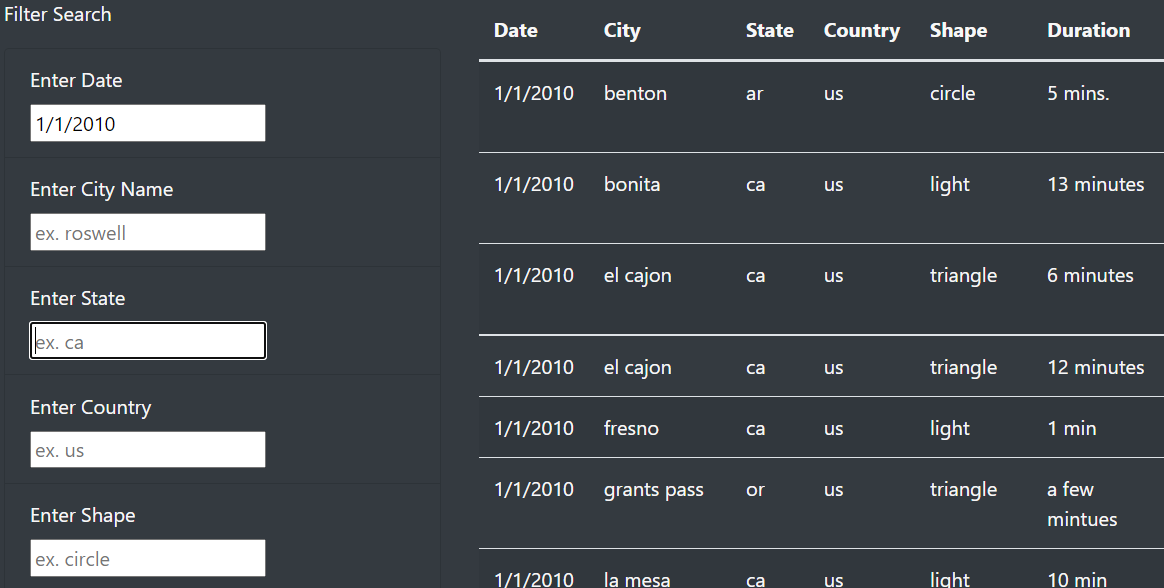 Filter Search
Enter Date
1/1/2010
Enter City Name
ex. roswell
Enter State
ex. ca
Enter Country
ex. us
Enter Shape
ex. circle
Date City State Country Shape Duration
1/1/2010 benton ar us circle 5 mins.
1/1/2010 bonita ca us light 13 minutes
1/1/2010 el cajon ca us triangle 6 minutes
1/1/2010 el cajon ca us triangle 12 minutes
1/1/2010 fresno ca us light 1 min
1/1/2010 grants pass or us triangle a few
mintues
1/1/2010 la mesa ca us light 10 min